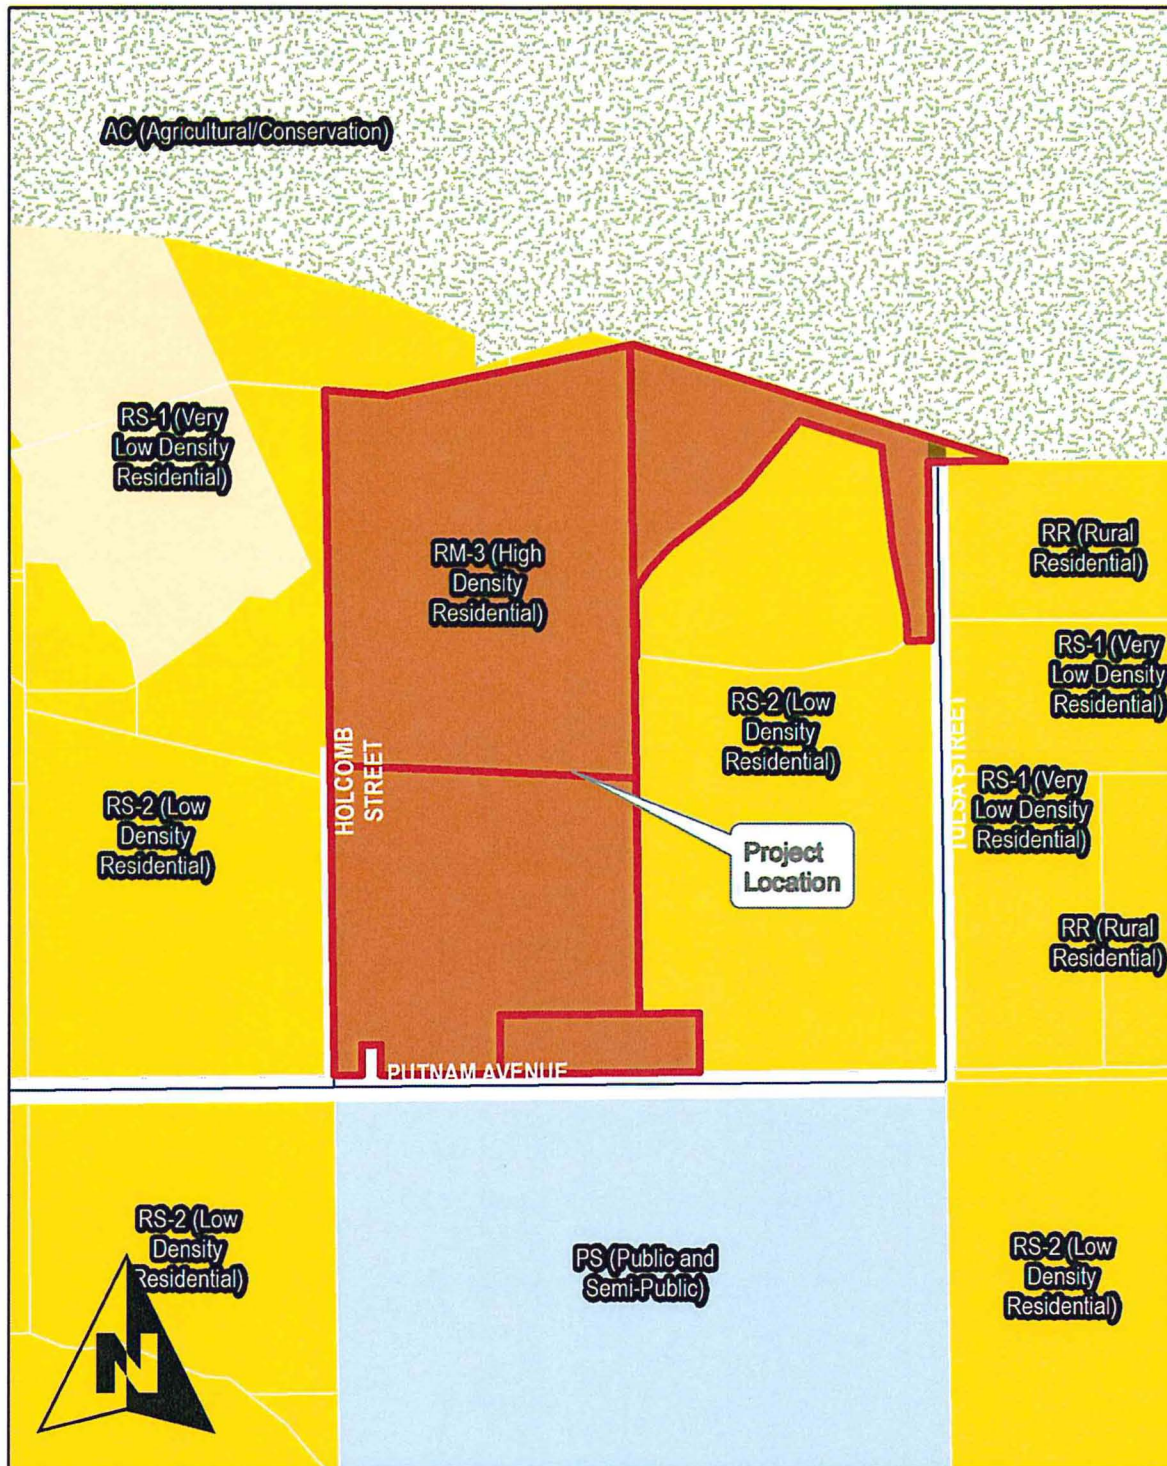 AC (Agricultural/Conservation)
RS-1 (Very
Low Density
Residential)
RM-3 (High
Density
Residential)
RR (Rural
Residential)
RS-1 (Very
Low Density
Residential)
RS-2 (Low
Density
Residential)
HOLCOMB
STREET
TULSA STREET
RS-1 (Very
Low Density
Residential)
RS-2 (Low
Density
Residential)
Project
Location
RR (Rural
Residential)
PUTNAM AVENUE
RS-2 (Low
Density
Residential)
PS (Public and
Semi-Public)
RS-2 (Low
Density
Residential)
N